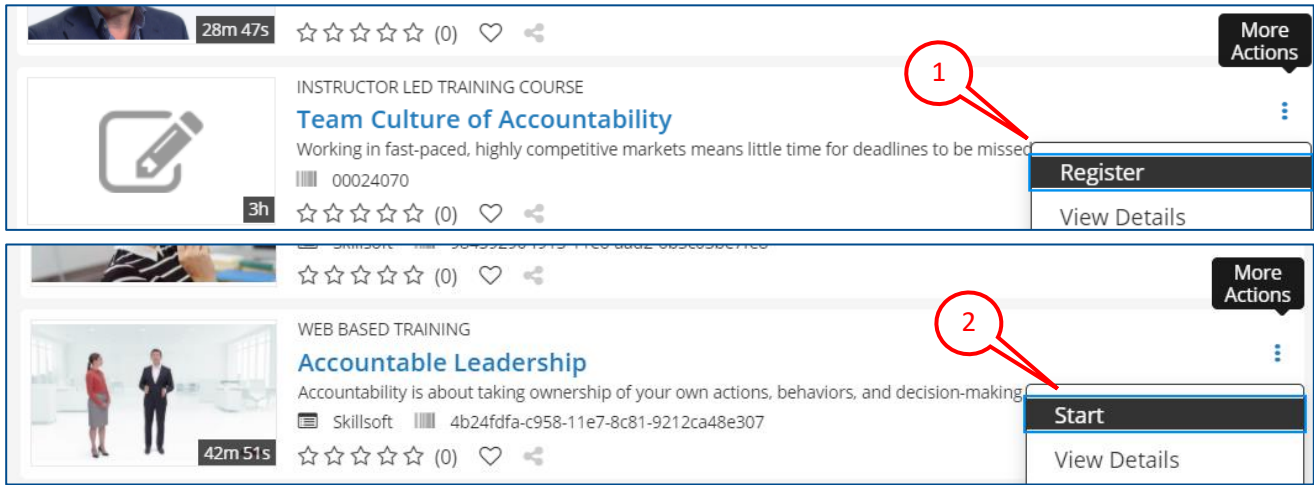 28m 47s
(0)
More
Actions
1
INSTRUCTOR LED TRAINING COURSE
Team Culture of Accountability
Working in fast-paced, highly competitive markets means little time for deadlines to be missed
00024070
3h
(0)
Register
View Details
Skillsoft
(0)
More
Actions
2
WEB BASED TRAINING
Accountable Leadership
Accountability is about taking ownership of your own actions, behaviors, and decision-making
Skillsoft 4b24fdfa-c958-11e7-8c81-9212ca48e307
42m 51s
(0)
Start
View Details